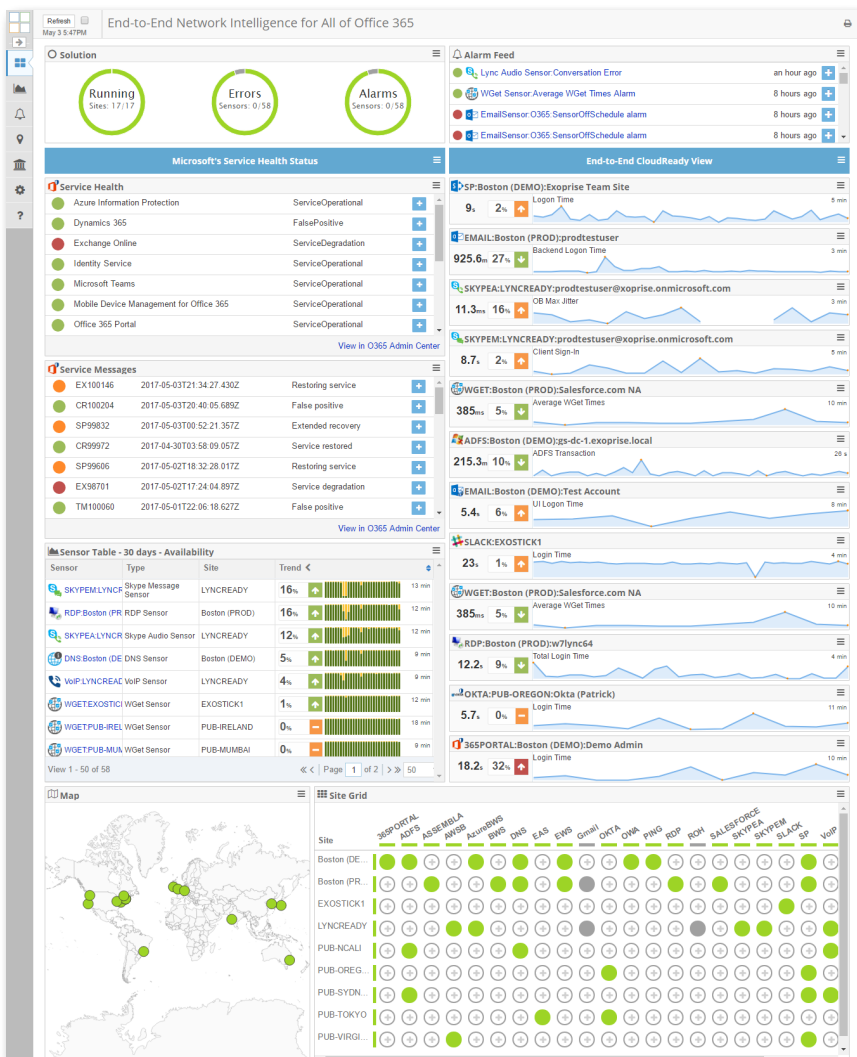 Refresh
May 3 5:47PM
End-to-End Network Intelligence for All of Office 365
Solution
Running
Sites: 17/17
Errors
Sensors: 0/58
Alarms
Sensors: 0/58
Alarm Feed
Lync Audio Sensor:Conversation Error an hour ago
WGet Sensor:Average WGet Times Alarm 8 hours ago
EmailSensor:O365:SensorOffSchedule alarm 8 hours ago
EmailSensor:O365:SensorOffSchedule alarm 8 hours ago
Microsoft's Service Health Status
Service Health
Azure Information Protection ServiceOperational
Dynamics 365 FalsePositive
Exchange Online ServiceDegradation
Identity Service ServiceOperational
Microsoft Teams ServiceOperational
Mobile Device Management for Office 365 ServiceOperational
Office 365 Portal ServiceOperational
View in O365 Admin Center
Service Messages
EX100146 2017-05-03T21:34:27.430Z Restoring service
CR100204 2017-05-03T20:40:05.689Z False positive
SP99832 2017-05-03T00:52:21.357Z Extended recovery
CR99972 2017-04-30T03:58:09.057Z Service restored
SP99606 2017-05-02T18:32:28.017Z Restoring service
EX98701 2017-05-02T17:24:04.897Z Service degradation
TM100060 2017-05-01T22:06:18.627Z False positive
View in O365 Admin Center
Sensor Table - 30 days - Availability
Sensor Type Site Trend
SKYPEM:LYNCR Skype Message Sensor LYNCREADY 16% 13 min
RDP:Boston (PR RDP Sensor Boston (PROD) 16% 12 min
SKYPEA:LYNCR Skype Audio Sensor LYNCREADY 12% 12 min
DNS:Boston (DE DNS Sensor Boston (DEMO) 5% 9 min
VoIP:LYNCREAD VoIP Sensor LYNCREADY 4% 9 min
WGET:EXOSTICK WGet Sensor EXOSTICK1 1% 12 min
WGET:PUB-IREL WGet Sensor PUB-IRELAND 0% 18 min
WGET:PUB-MUM WGet Sensor PUB-MUMBAI 0% 9 min
View 1 - 50 of 58 Page 1 of 2 50
End-to-End CloudReady View
SP:Boston (DEMO):Exoprise Team Site
9s 2% Logon Time 5 min
EMAIL:Boston (PROD):prodtestuser
925.6m 27% Backend Logon Time 3 min
SKYPEM:LYNCREADY:prodtestuser@xoprise.onmicrosoft.com
11.3ms 16% OB Max Jitter 3 min
SKYPEM:LYNCREADY:prodtestuser@xoprise.onmicrosoft.com
8.7s 2% Client Sign-In 5 min
WGET:Boston (PROD):Salesforce.com NA
385ms 5% Average WGet Times 10 min
ADFS:Boston (DEMO):gs-dc-1.exoprise.local
215.3m 10% ADFS Transaction 28 s
EMAIL:Boston (DEMO):Test Account
5.4s 6% UI Logon Time 8 min
SLACK:EXOSTICK1
23s 1% Login Time 4 min
WGET:Boston (PROD):Salesforce.com NA
385ms 5% Average WGet Times 10 min
RDP:Boston (PROD):w7lync64
12.2s 9% Total Login Time 4 min
OKTA:PUB-OREGON:Okta (Patrick)
5.7s 0% Login Time 11 min
365PORTAL:Boston (DEMO):Demo Admin
18.2s 32% Login Time 10 min
Map
Site Grid
Site 365PORTAL ADFS ASSEMBLA AWSB AzureBWS BWS DNS EAS EWS Gmail OKTA OWA PING RDP ROH SALESFORCE SKYPEA SKYPEM SLACK SP VoIP
Boston (DE...
Boston (PR...
EXOSTICK1
LYNCREADY
PUB-NCALI
PUB-OREG...
PUB-SYDN...
PUB-TOKYO
PUB-VIRGI...